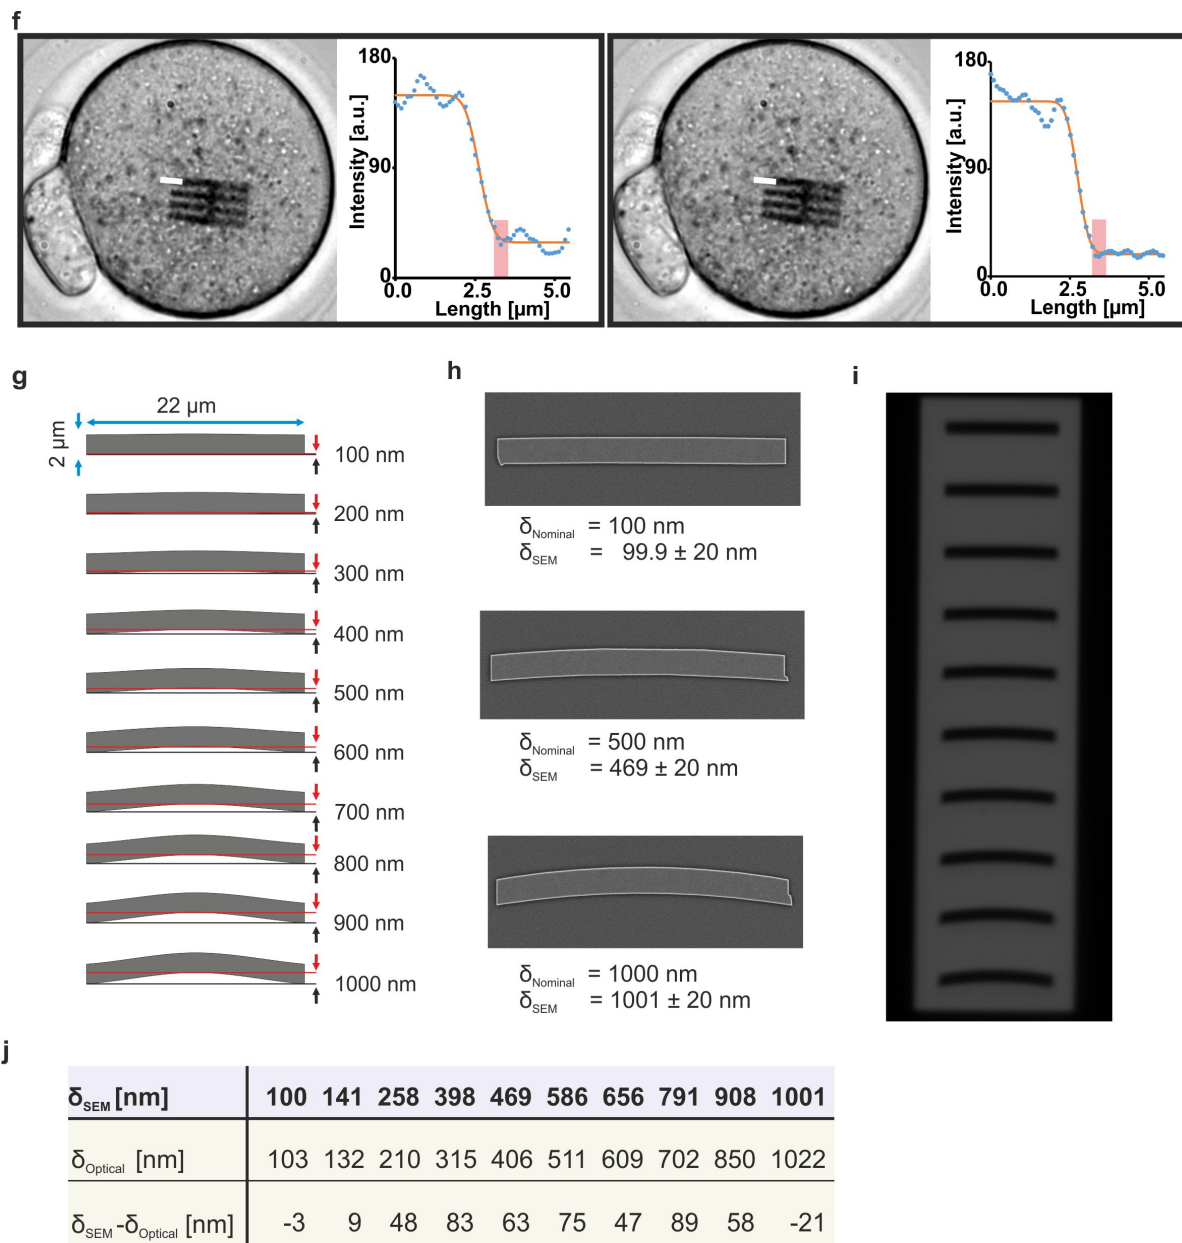 f
180
90
0
0.0 2.5 5.0
Intensity [a.u.]
Length [µm]
180
90
0
0.0 2.5 5.0
Intensity [a.u.]
Length [µm]
g
22 µm
2 µm
100 nm
200 nm
300 nm
400 nm
500 nm
600 nm
700 nm
800 nm
900 nm
1000 nm
h
δNominal = 100 nm
δSEM = 99.9 ± 20 nm
δNominal = 500 nm
δSEM = 469 ± 20 nm
δNominal = 1000 nm
δSEM = 1001 ± 20 nm
i
j
δSEM [nm] 100 141 258 398 469 586 656 791 908 1001
δOptical [nm] 103 132 210 315 406 511 609 702 850 1022
δSEM -δOptical [nm] -3 9 48 83 63 75 47 89 58 -21